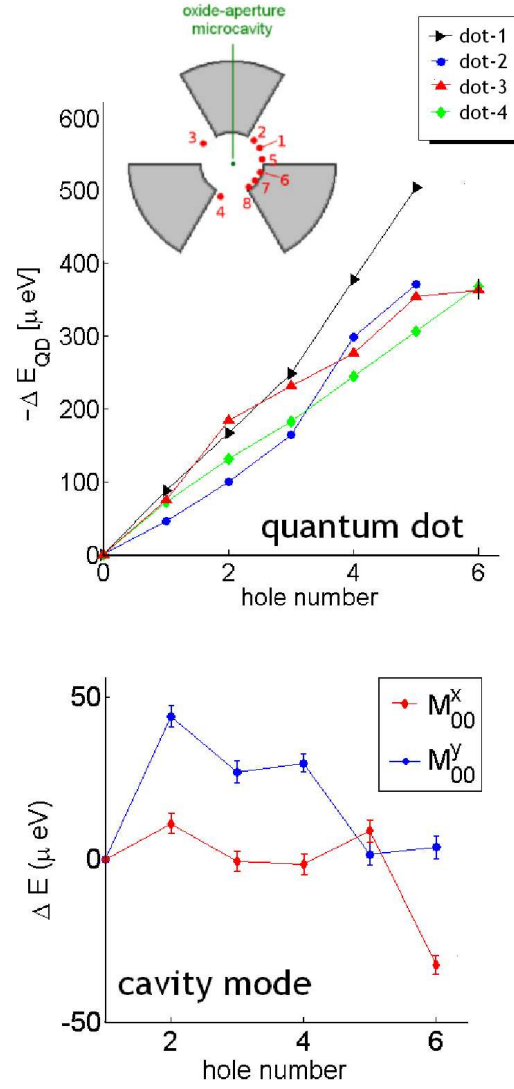 oxide-aperture
microcavity
dot-1
dot-2
dot-3
dot-4
3
2
1
5
6
7
8
4
600
500
400
300
200
100
0
-Δ E_QD [μ eV]
quantum dot
0
2
4
6
hole number
50
0
-50
Δ E (μ eV)
M^x_00
M^y_00
cavity mode
2
4
6
hole number